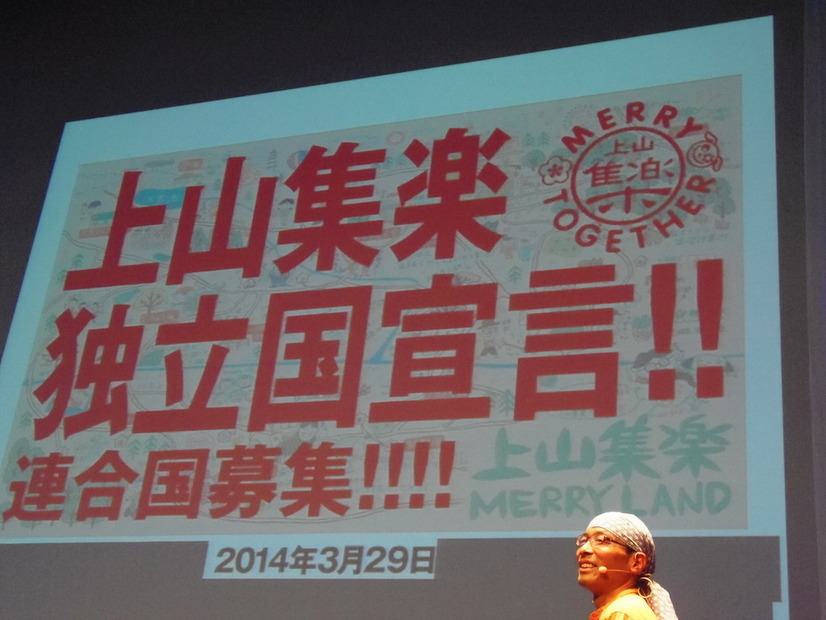 上山集楽
MERRY
上山
集楽
TOGETHER
独立国宣言!!
連合国募集!!!!
上山集楽
MERRY LAND
2014年3月29日